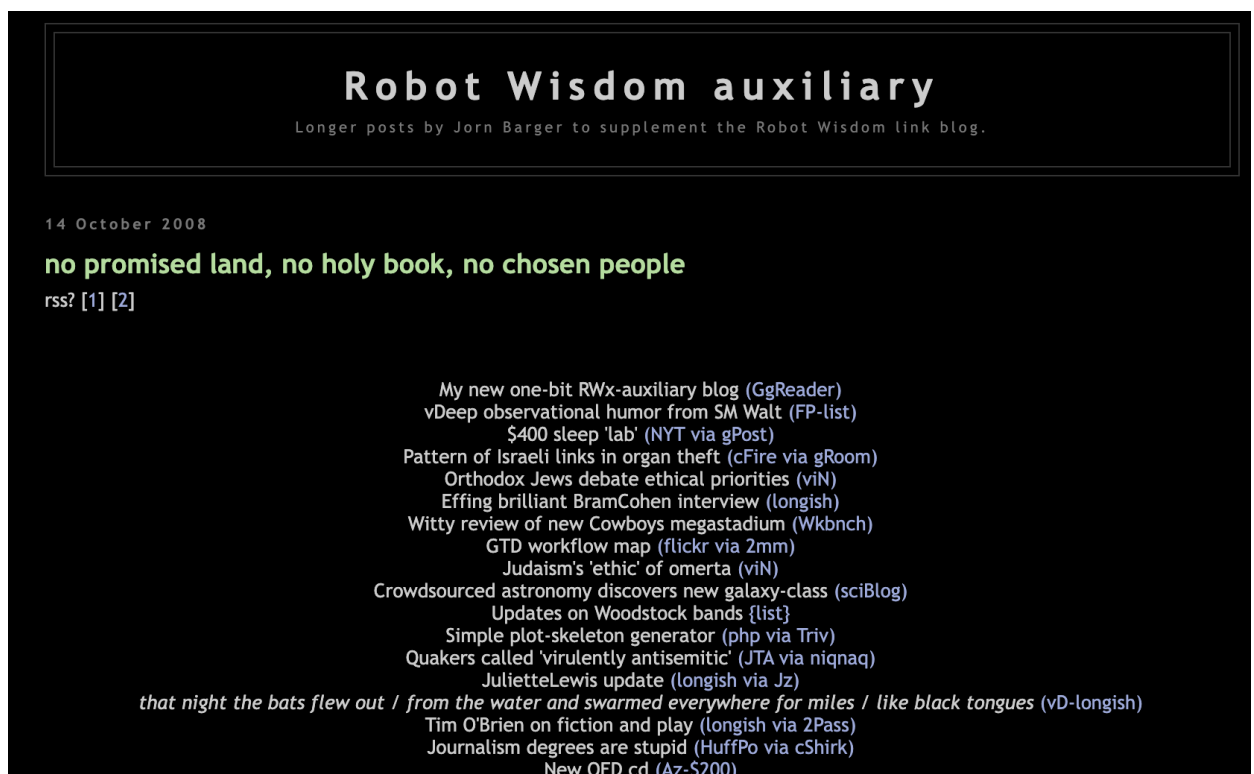 Robot Wisdom auxiliary
Longer posts by Jorn Barger to supplement the Robot Wisdom link blog.
14 October 2008
no promised land, no holy book, no chosen people
rss? [1] [2]
My new one-bit RWx-auxiliary blog (GgReader)
vDeep observational humor from SM Walt (FP-list)
$400 sleep 'lab' (NYT via gPost)
Pattern of Israeli links in organ theft (cFire via gRoom)
Orthodox Jews debate ethical priorities (viN)
Effing brilliant BramCohen interview (longish)
Witty review of new Cowboys megastadium (Wkbnch)
GTD workflow map (flickr via 2mm)
Judaism's 'ethic' of omerta (viN)
Crowdsourced astronomy discovers new galaxy-class (sciBlog)
Updates on Woodstock bands {list}
Simple plot-skeleton generator (php via Triv)
Quakers called 'virulently antisemitic' (JTA via niqnaq)
JulietteLewis update (longish via Jz)
that night the bats flew out / from the water and swarmed everywhere for miles / like black tongues (vD-longish)
Tim O'Brien on fiction and play (longish via 2Pass)
Journalism degrees are stupid (HuffPo via cShirk)
New OED cd (Az-$200)